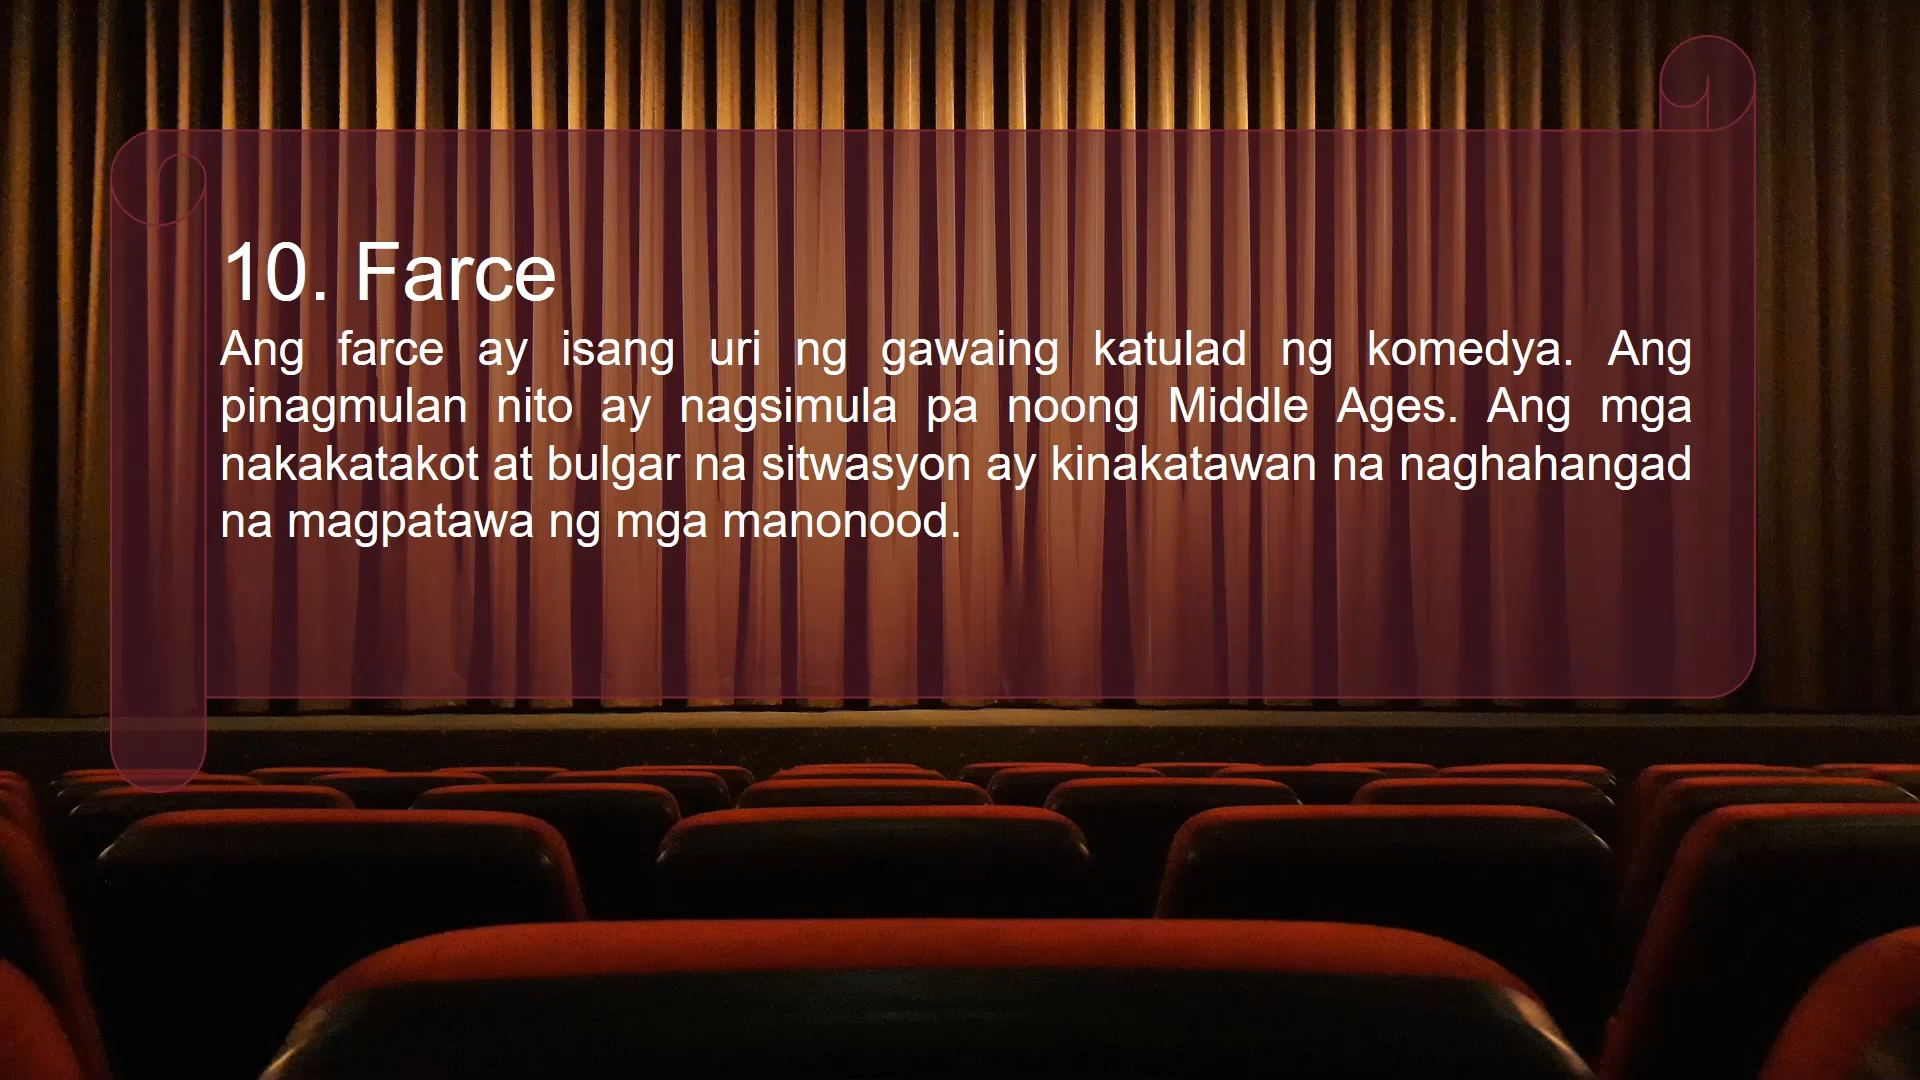 10. Farce
Ang farce ay isang uri ng gawaing katulad ng komedya. Ang
pinagmulan nito ay nagsimula pa noong Middle Ages. Ang mga
nakakatakot at bulgar na sitwasyon ay kinakatawan na naghahangad
na magpatawa ng mga manonood.